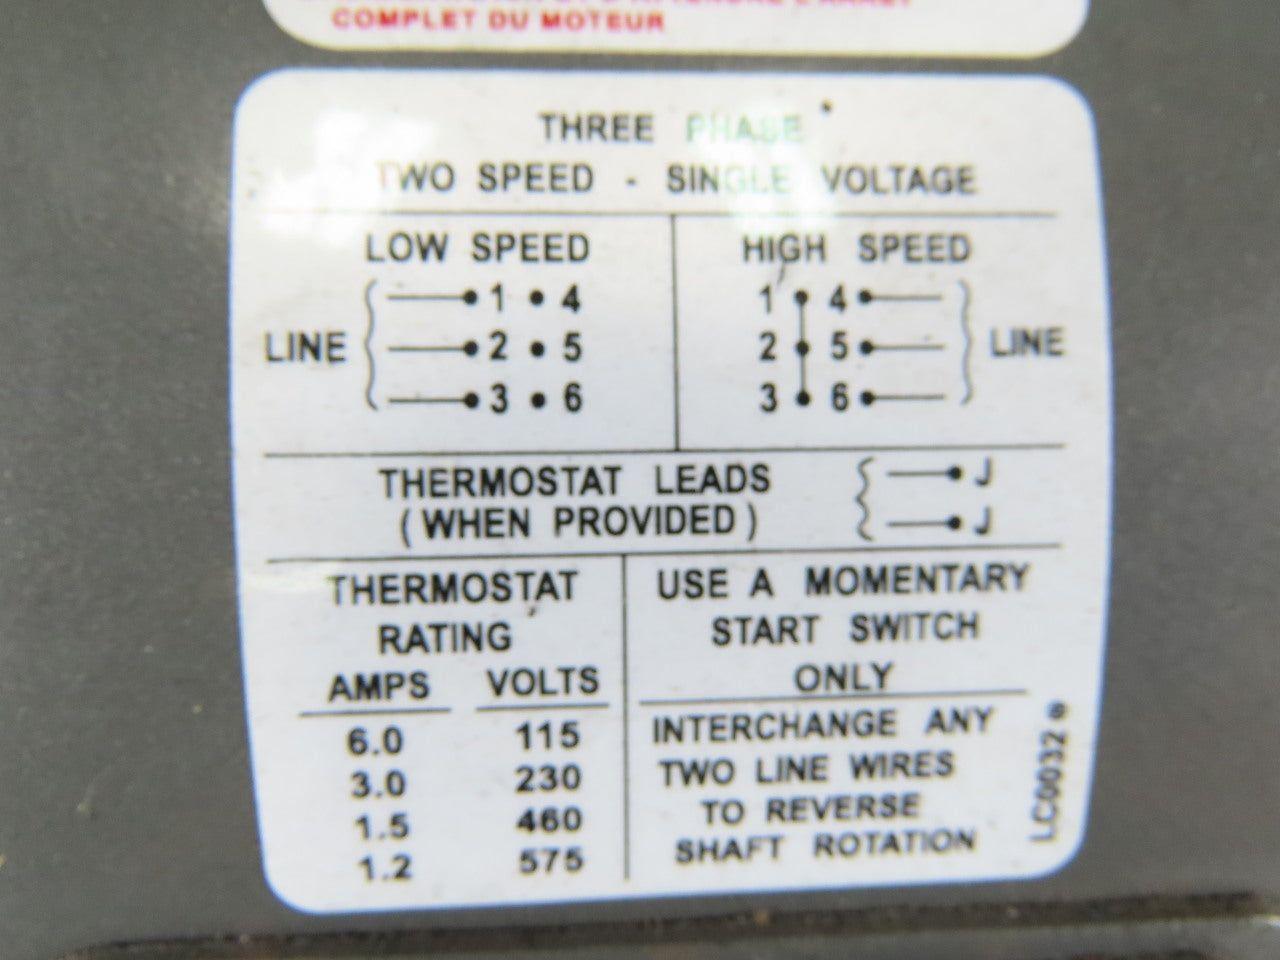 COMPLET DU MOTEUR
THREE PHASE
TWO SPEED - SINGLE VOLTAGE
LOW SPEED
HIGH SPEED
LINE
1 • 4
2 • 5
3 • 6
1 4
2 5
3 6
LINE
THERMOSTAT LEADS
(WHEN PROVIDED)
J
J
THERMOSTAT
RATING
AMPS VOLTS
6.0 115
3.0 230
1.5 460
1.2 575
USE A MOMENTARY
START SWITCH
ONLY
INTERCHANGE ANY
TWO LINE WIRES
TO REVERSE
SHAFT ROTATION
LC0032